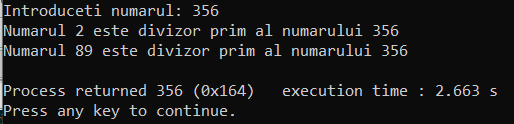 Introduceti numarul: 356
Numarul 2 este divizor prim al numarului 356
Numarul 89 este divizor prim al numarului 356
Process returned 356 (0x164)   execution time : 2.663 s
Press any key to continue.